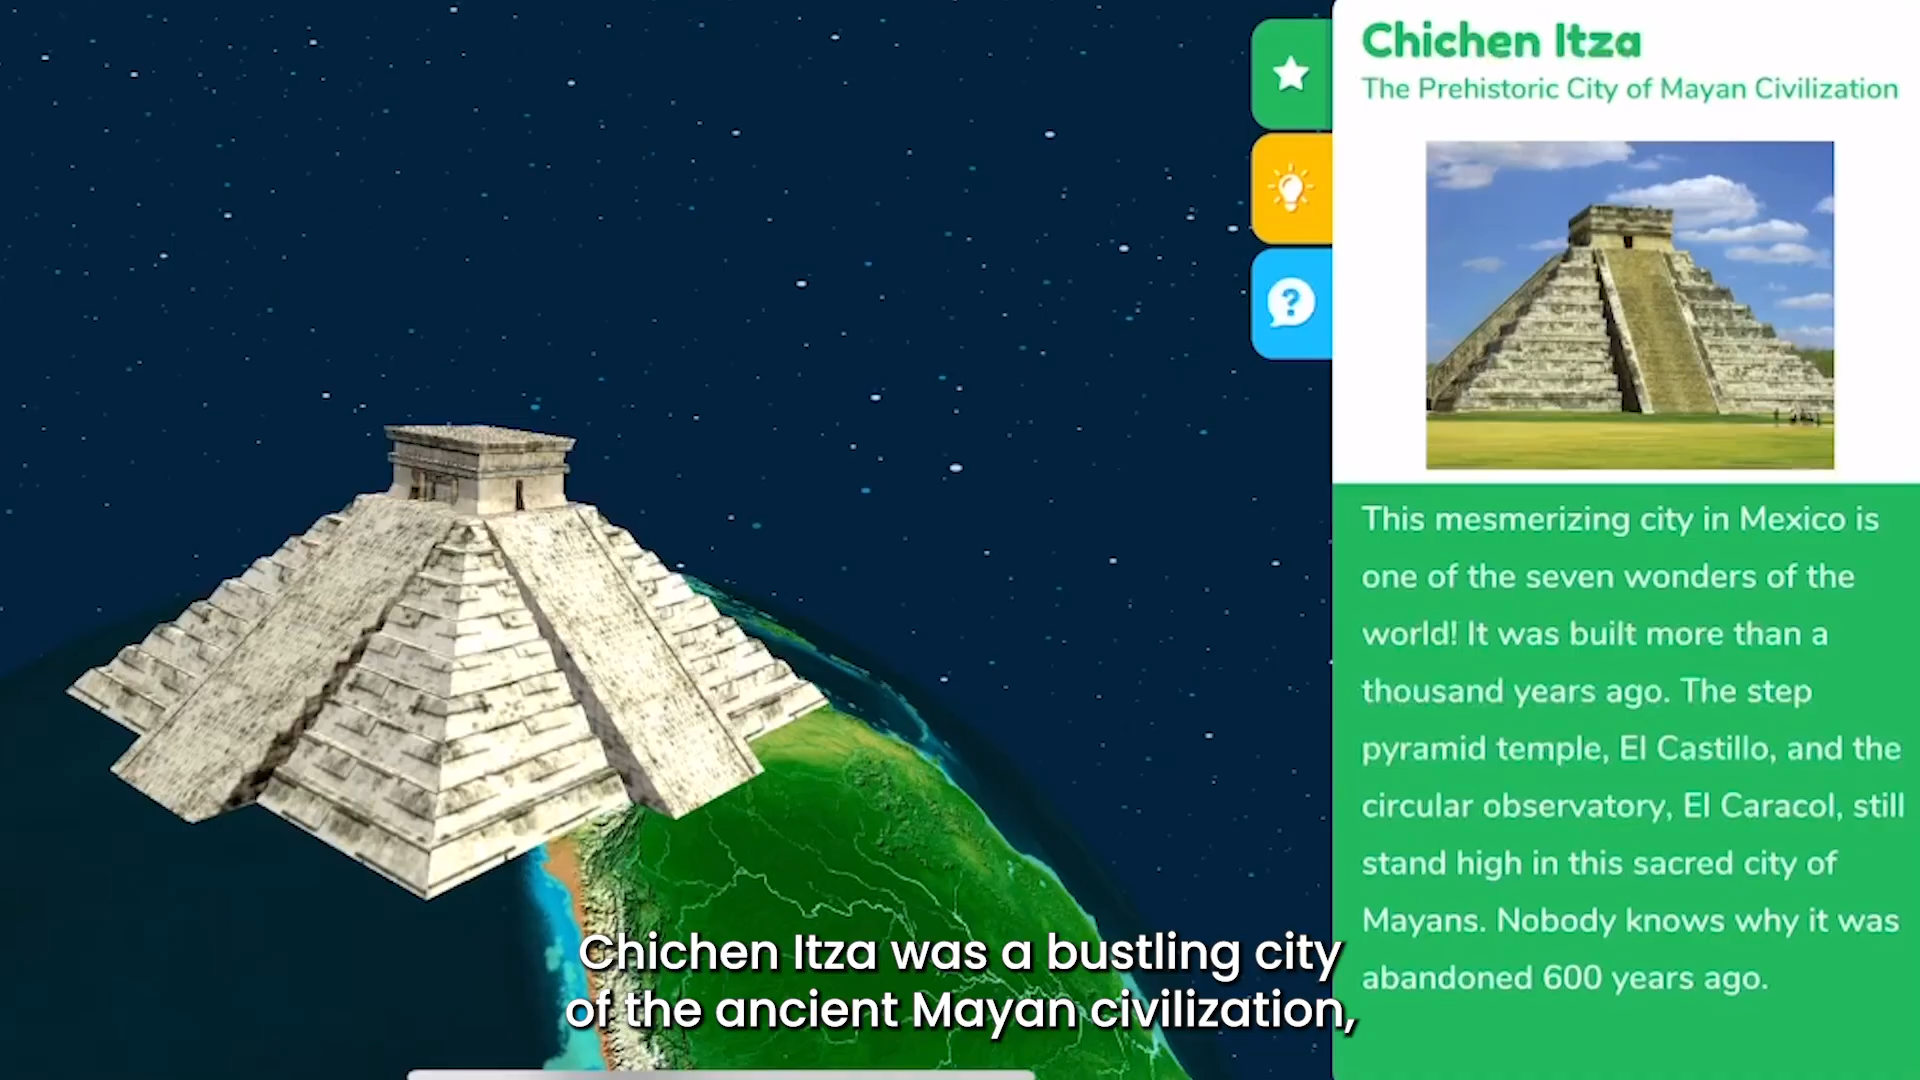 Chichen Itza
The Prehistoric City of Mayan Civilization
This mesmerizing city in Mexico is
one of the seven wonders of the
world! It was built more than a
thousand years ago. The step
pyramid temple, El Castillo, and the
circular observatory, El Caracol, still
stand high in this sacred city of
Mayans. Nobody knows why it was
abandoned 600 years ago.
Chichen Itza was a bustling city
of the ancient Mayan civilization,